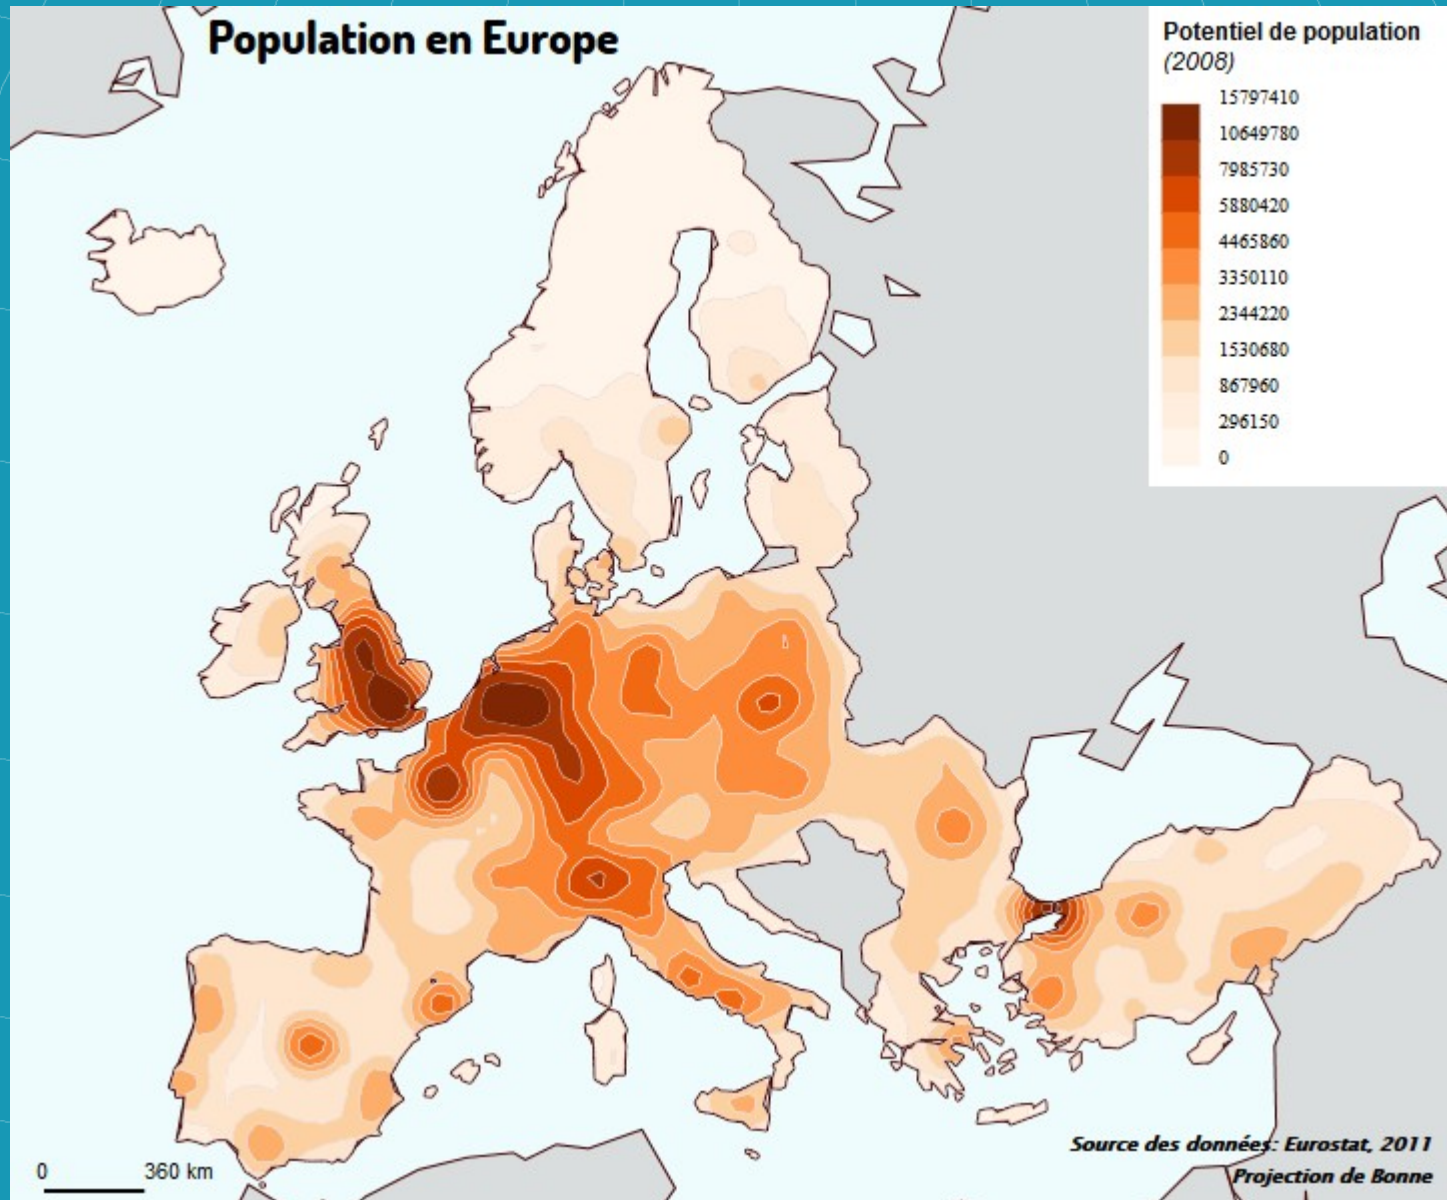 Population en Europe
Potentiel de population
(2008)
15797410
10649780
7985730
5880420
4465860
3350110
2344220
1530680
867960
296150
0
Source des données: Eurostat, 2011
Projection de Bonne
0 360 km